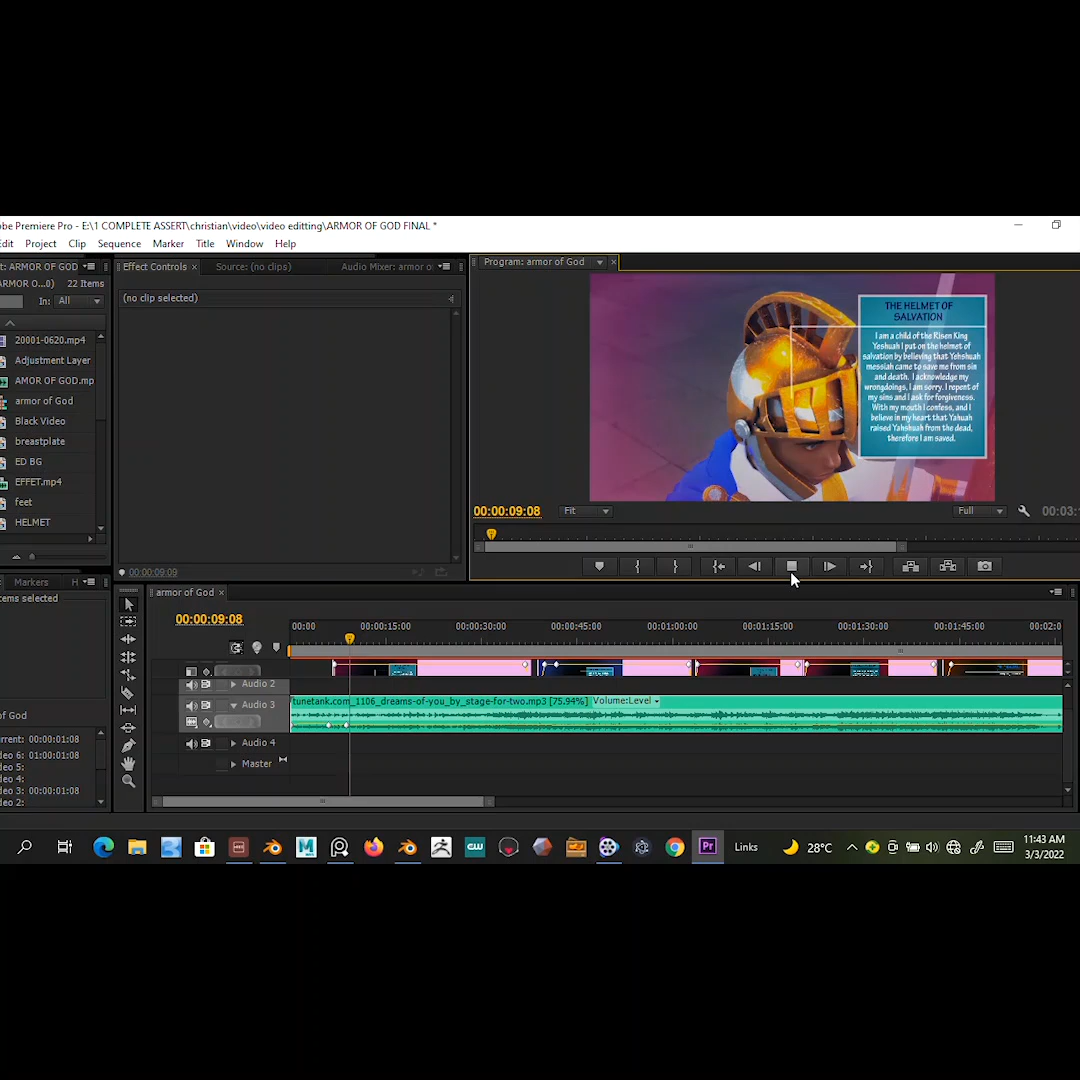 obe Premiere Pro - E:\1 COMPLETE ASSERT\christian\video\video editting\ARMOR OF GOD FINAL *
Edit Project Clip Sequence Marker Title Window Help
t: ARMOR OF GOD
ARMOR O...0) 22 Items
In: All
20001-0620.mp4
Adjustment Layer
AMOR OF GOD.mp
armor of God
Black Video
breastplate
ED BG
EFFET.mp4
feet
HELMET
Effect Controls × Source: (no clips) Audio Mixer: armor o
(no clip selected)
00:00:09:09
Program: armor of God ×
THE HELMET OF
SALVATION
I am a child of the Risen King
Yeshuah I put on the helmet of
salvation by believing that Yehshuah
messiah came to save me from sin
and death. I acknowledge my
wrongdoings, I am sorry. I repent of
my sins and I ask for forgiveness.
With my mouth I confess, and I
believe in my heart that Yahuah
raised Yahshuah from the dead,
therefore I am saved.
00:00:09:08 Fit Full 00:03:
Markers H
tems selected
of God
rrent: 00:00:01:08
deo 6: 01:00:01:08
deo 5:
deo 4:
deo 3: 00:00:01:08
deo 2:
armor of God ×
00:00:09:08
00:00 00:00:15:00 00:00:30:00 00:00:45:00 00:01:00:00 00:01:15:00 00:01:30:00 00:01:45:00 00:02:0
Audio 2
Audio 3
tunetank.com_1106_dreams-of-you_by_stage-for-two.mp3 [75.94%] Volume:Level
Audio 4
Master
Links 28°C 11:43 AM
3/3/2022